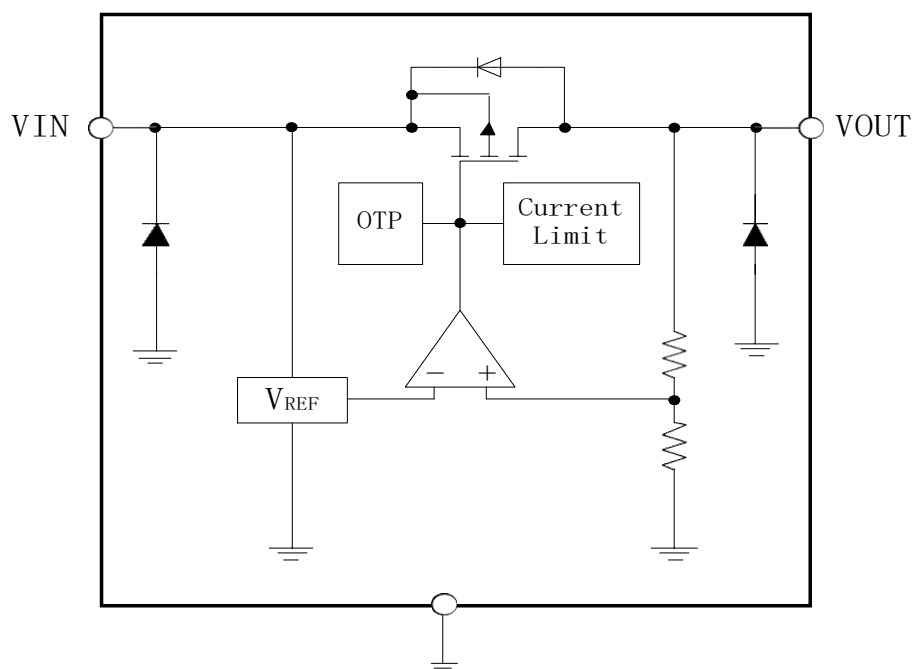 VIN
VOUT
OTP
Current
Limit
− +
VREF